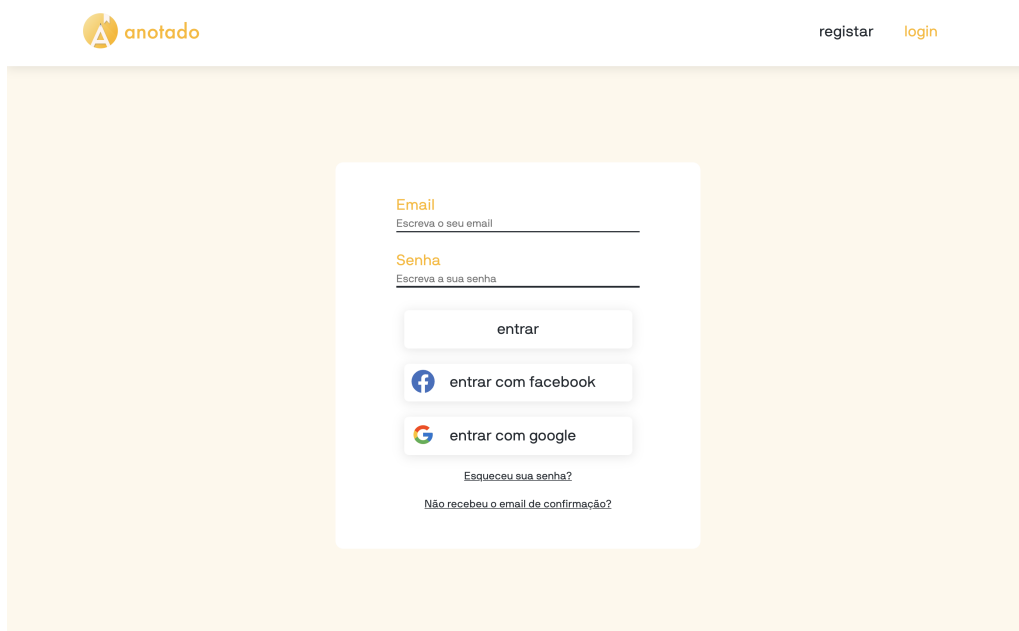 anotado
registar
login
Email
Escreva o seu email
Senha
Escreva a sua senha
entrar
entrar com facebook
entrar com google
Esqueceu sua senha?
Não recebeu o email de confirmação?